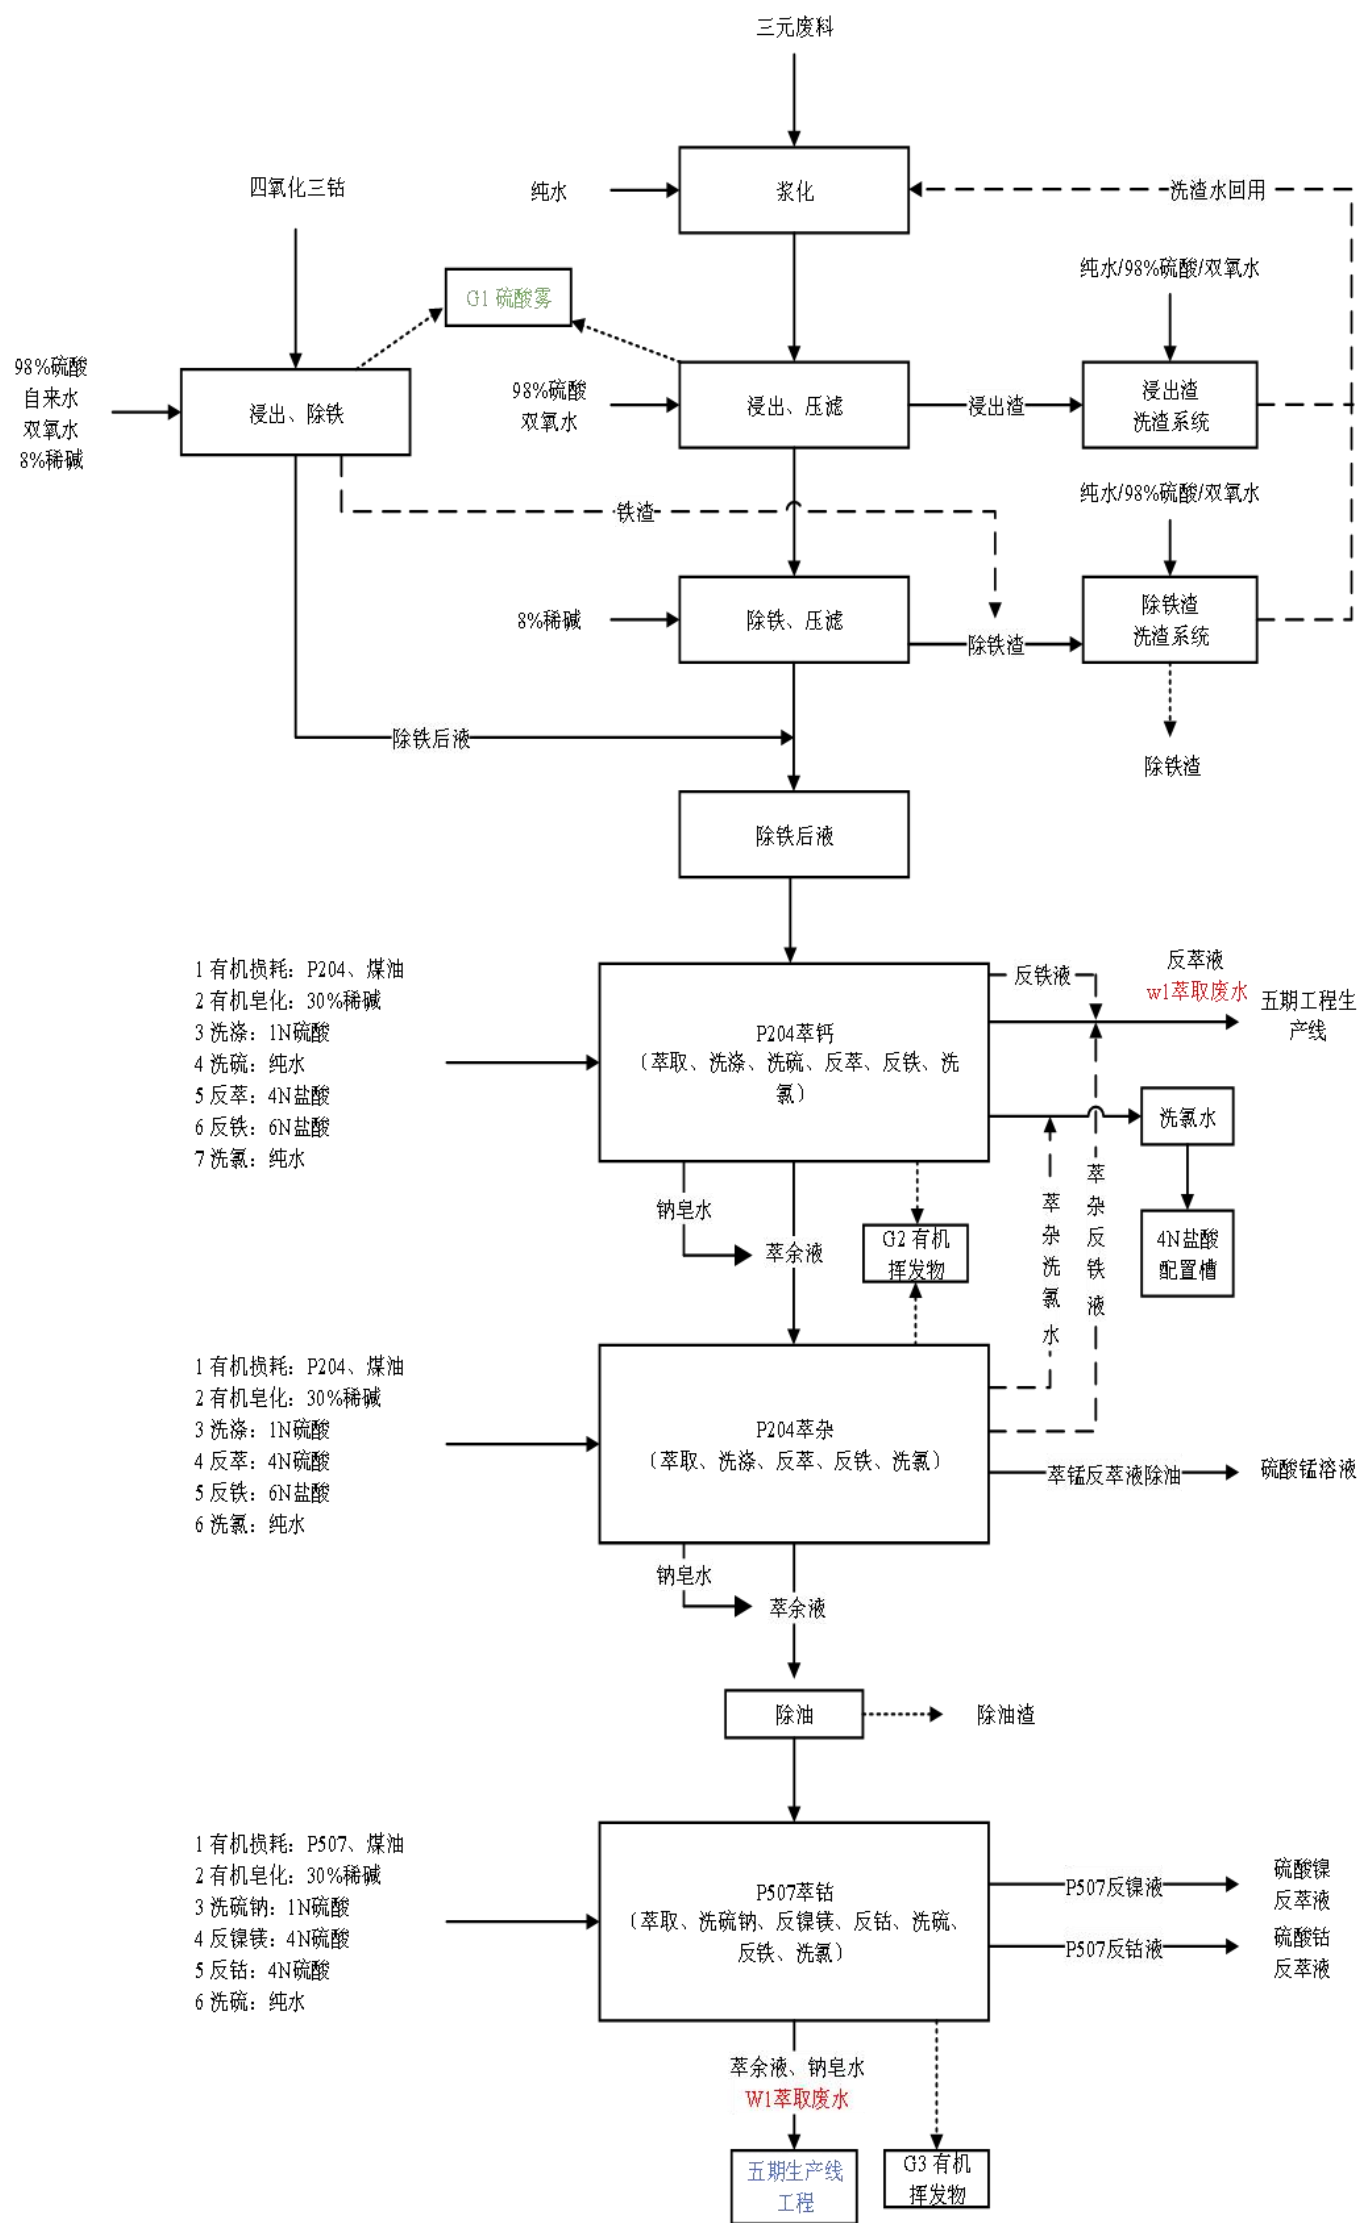 三元废料
四氧化三钴
纯水
浆化
洗渣水回用
纯水/98%硫酸/双氧水
G1 硫酸雾
98%硫酸
自来水
双氧水
8%稀碱
浸出、除铁
98%硫酸
双氧水
浸出、压滤
浸出渣
浸出渣
洗渣系统
纯水/98%硫酸/双氧水
铁渣
8%稀碱
除铁、压滤
除铁渣
除铁渣
洗渣系统
除铁后液
除铁渣
除铁后液
1 有机损耗：P204、煤油
2 有机皂化：30%稀碱
3 洗涤：1N硫酸
4 洗硫：纯水
5 反萃：4N盐酸
6 反铁：6N盐酸
7 洗氯：纯水
P204萃钙
（萃取、洗涤、洗硫、反萃、反铁、洗
氯）
反铁液
反萃液
w1萃取废水
五期工程生
产线
洗氯水
4N盐酸
配置槽
钠皂水
萃余液
G2 有机
挥发物
萃杂洗氯水
萃杂反铁液
1 有机损耗：P204、煤油
2 有机皂化：30%稀碱
3 洗涤：1N硫酸
4 反萃：4N硫酸
5 反铁：6N盐酸
6 洗氯：纯水
P204萃杂
（萃取、洗涤、反萃、反铁、洗氯）
萃锰反萃液除油
硫酸锰溶液
钠皂水
萃余液
除油
除油渣
1 有机损耗：P507、煤油
2 有机皂化：30%稀碱
3 洗硫钠：1N硫酸
4 反镍镁：4N硫酸
5 反钴：4N硫酸
6 洗硫：纯水
P507萃钴
（萃取、洗硫钠、反镍镁、反钴、洗硫、
反铁、洗氯）
P507反镍液
硫酸镍
反萃液
P507反钴液
硫酸钴
反萃液
萃余液、钠皂水
W1萃取废水
五期生产线
工程
G3 有机
挥发物